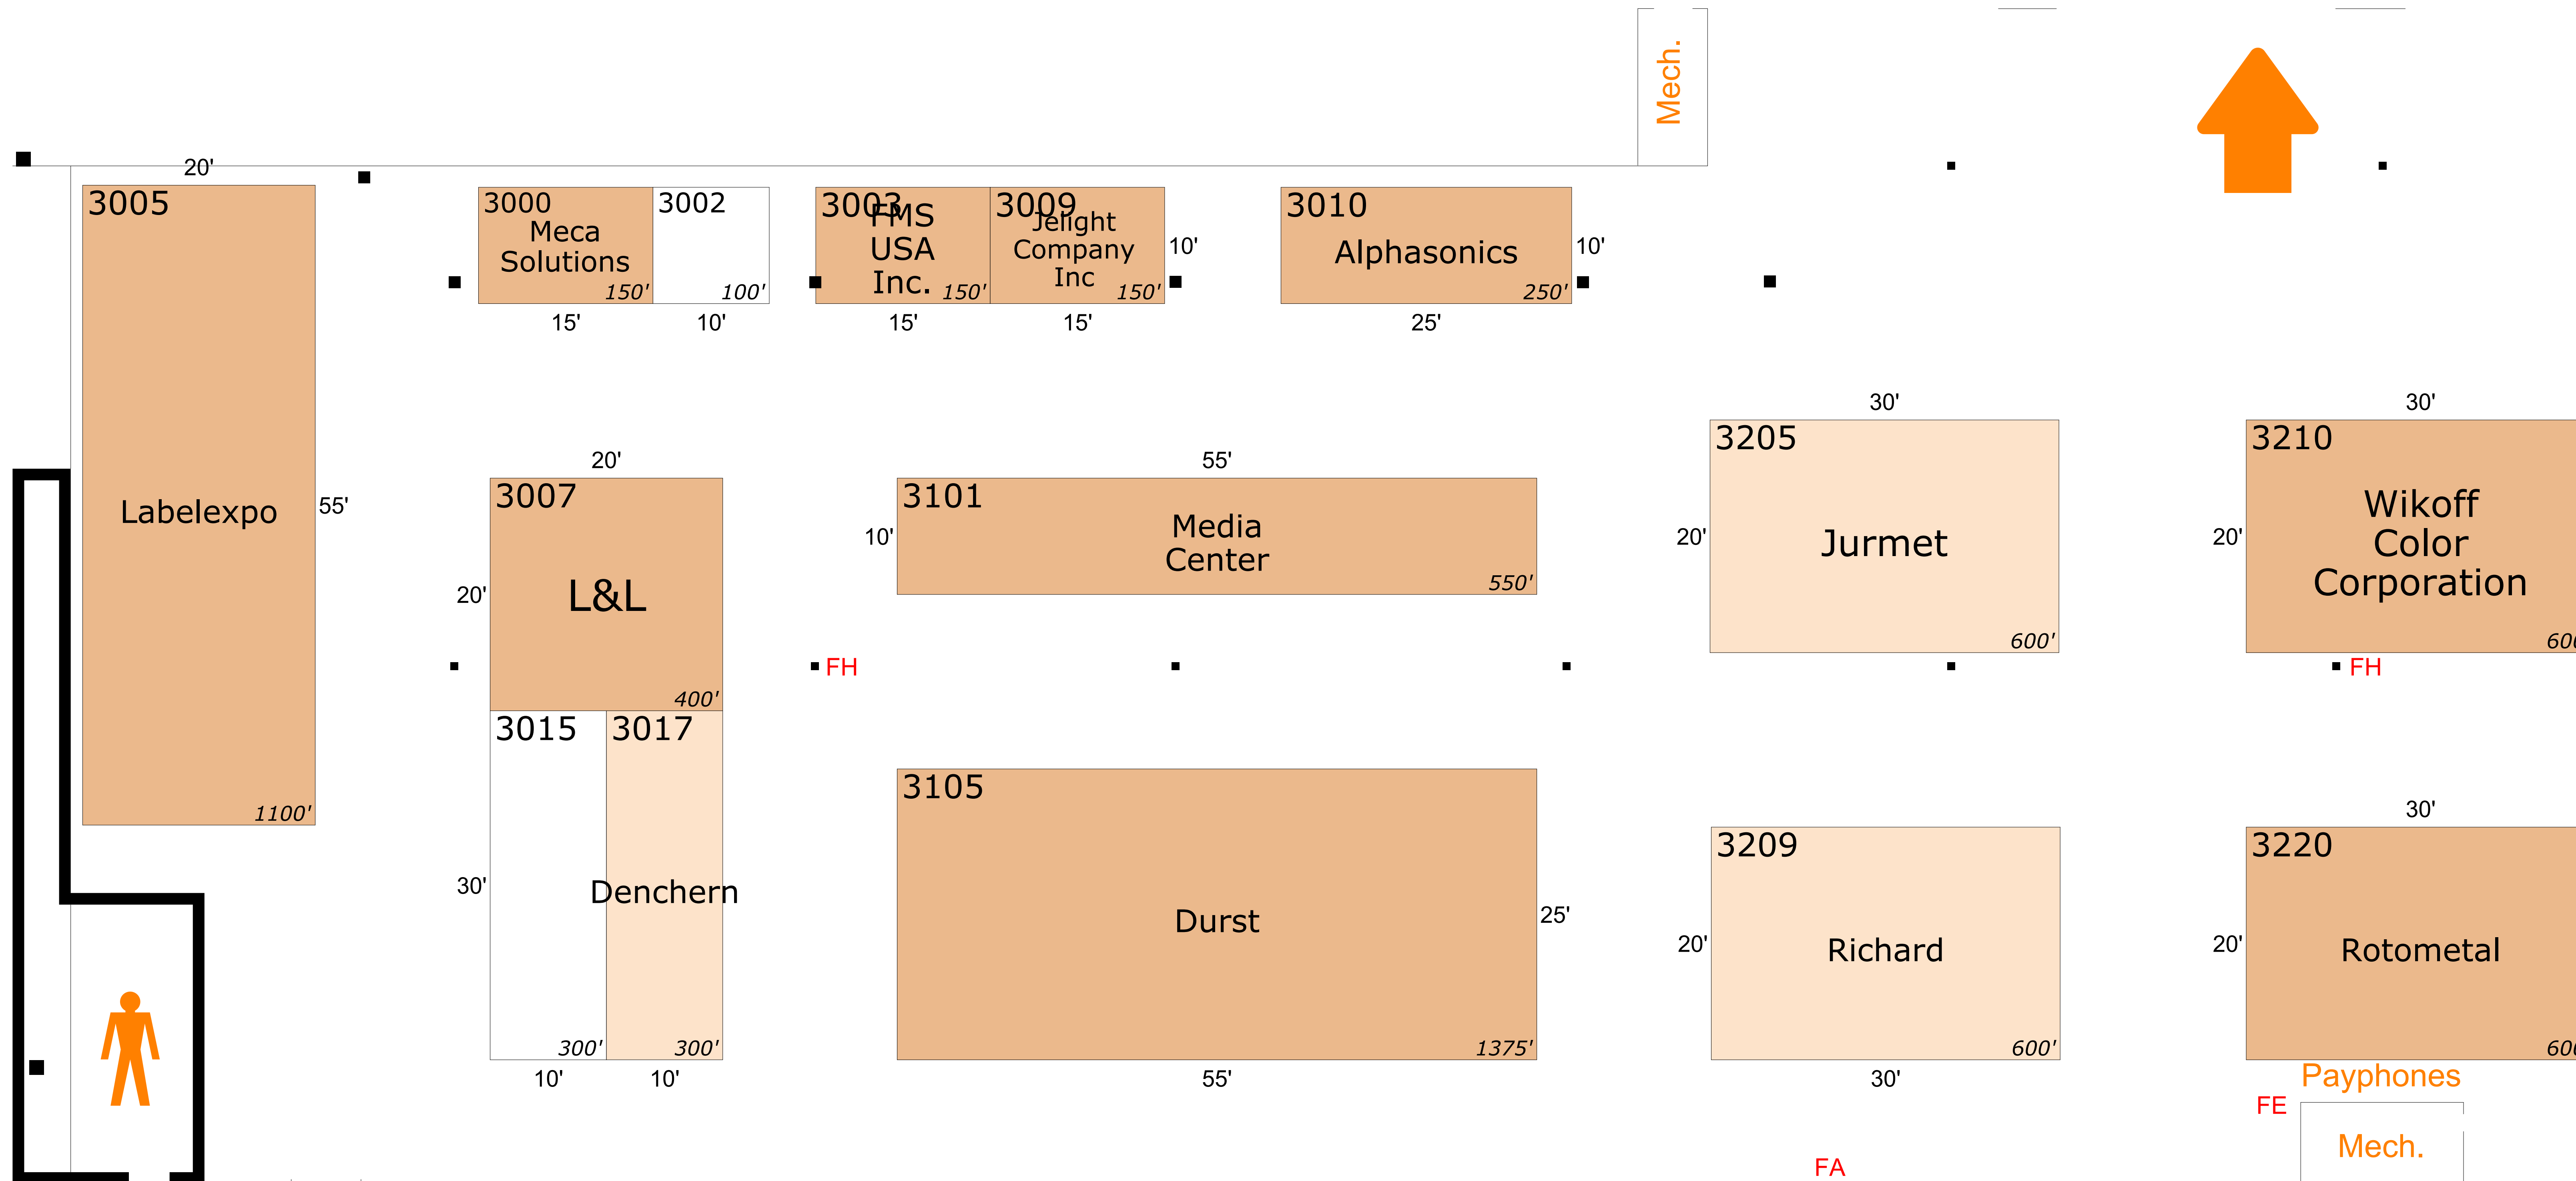 Mech.
20'
3005
Labelexpo
55'
1100'
3000
Meca
Solutions
150'
15'
3002
100'
10'
3003
FMS
USA
Inc.
150'
15'
3009
Jelight
Company
Inc
150'
15'
10'
3010
Alphasonics
250'
10'
25'
20'
3007
L&L
20'
400'
3015
300'
30'
10'
3017
Denchern
300'
10'
55'
3101
Media
Center
10'
550'
FH
3105
Durst
25'
1375'
55'
30'
3205
Jurmet
20'
600'
30'
3210
Wikoff
Color
Corporation
20'
FH
3209
Richard
20'
600'
30'
30'
3220
Rotometal
20'
Payphones
FE
Mech.
FA